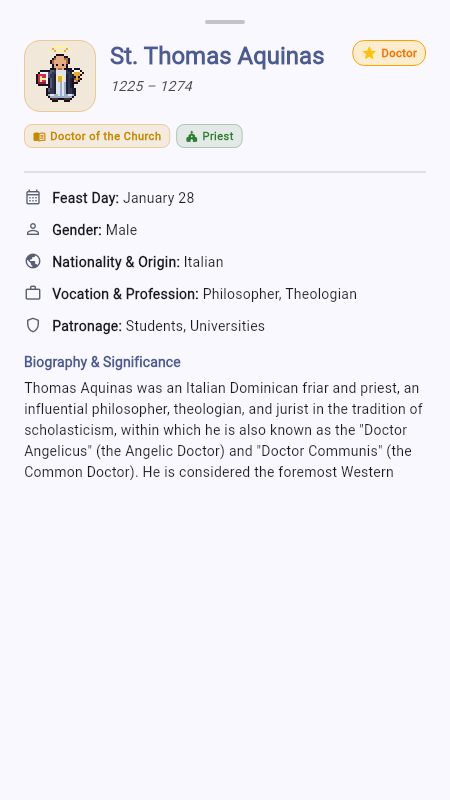 St. Thomas Aquinas
Doctor
1225 – 1274
Doctor of the Church
Priest
Feast Day: January 28
Gender: Male
Nationality & Origin: Italian
Vocation & Profession: Philosopher, Theologian
Patronage: Students, Universities
Biography & Significance
Thomas Aquinas was an Italian Dominican friar and priest, an
influential philosopher, theologian, and jurist in the tradition of
scholasticism, within which he is also known as the "Doctor
Angelicus" (the Angelic Doctor) and "Doctor Communis" (the
Common Doctor). He is considered the foremost Western